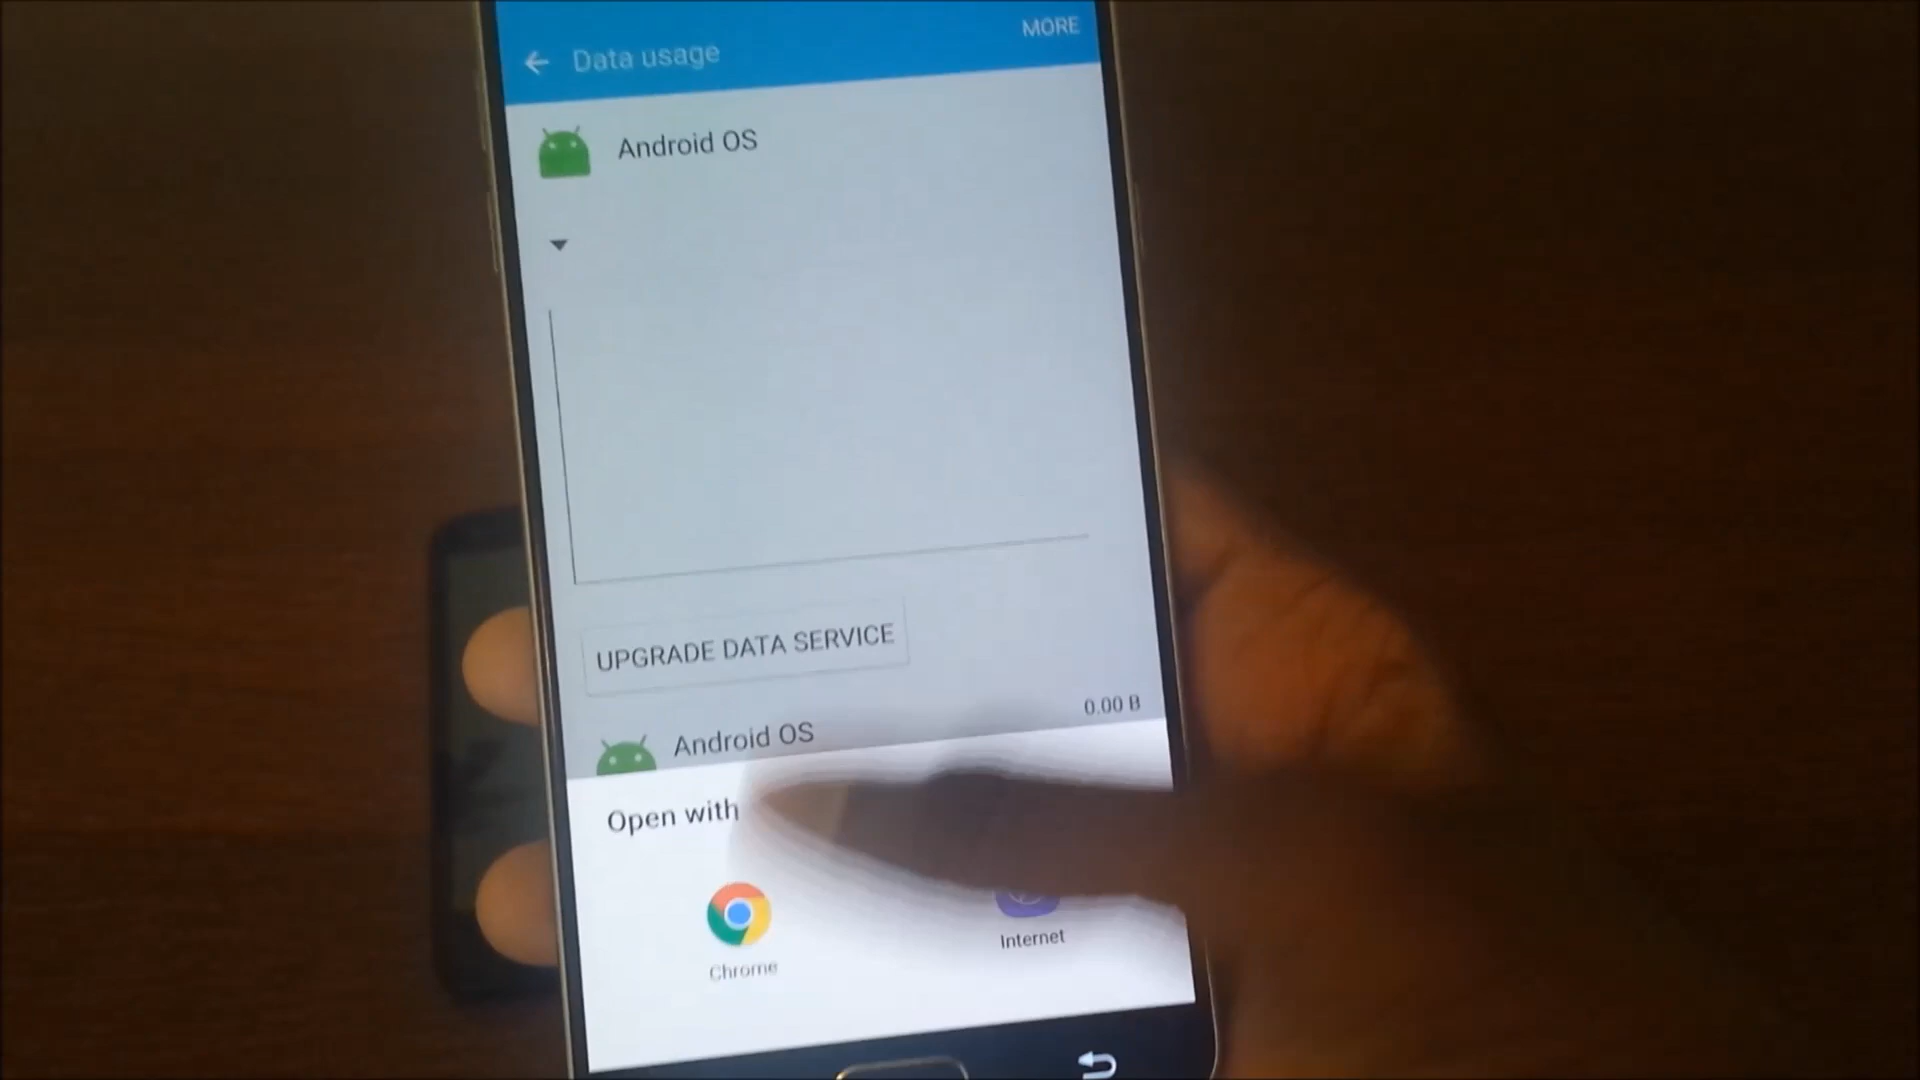 MORE
Data usage
Android OS
UPGRADE DATA SERVICE
0.00 B
Android OS
Open with
Chrome
Internet